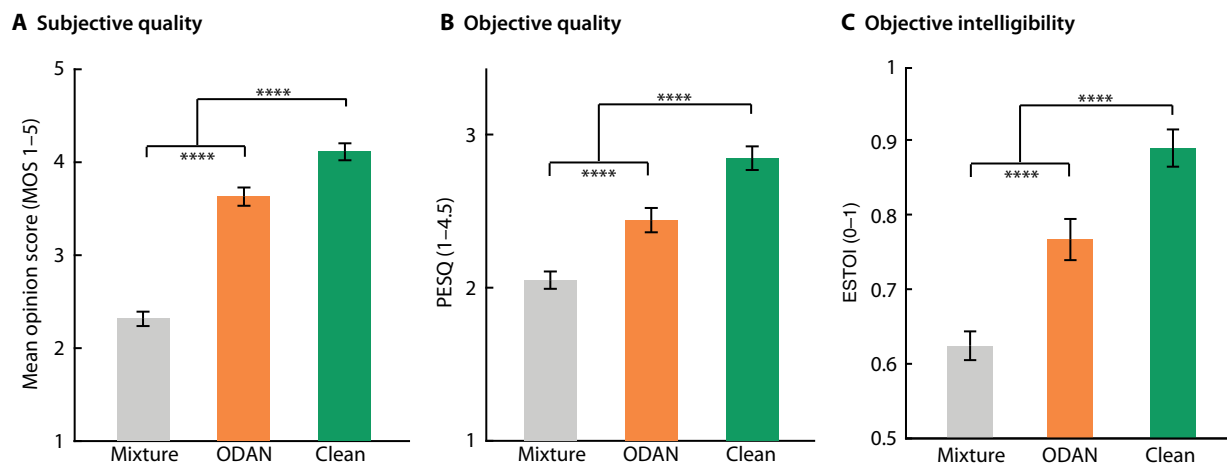 A Subjective quality
Mean opinion score (MOS 1–5)
5
4
3
2
1
****
****
Mixture ODAN Clean
B Objective quality
PESQ (1–4.5)
3
2
1
****
****
Mixture ODAN Clean
C Objective intelligibility
ESTOI (0–1)
1
0.9
0.8
0.7
0.6
0.5
****
****
Mixture ODAN Clean